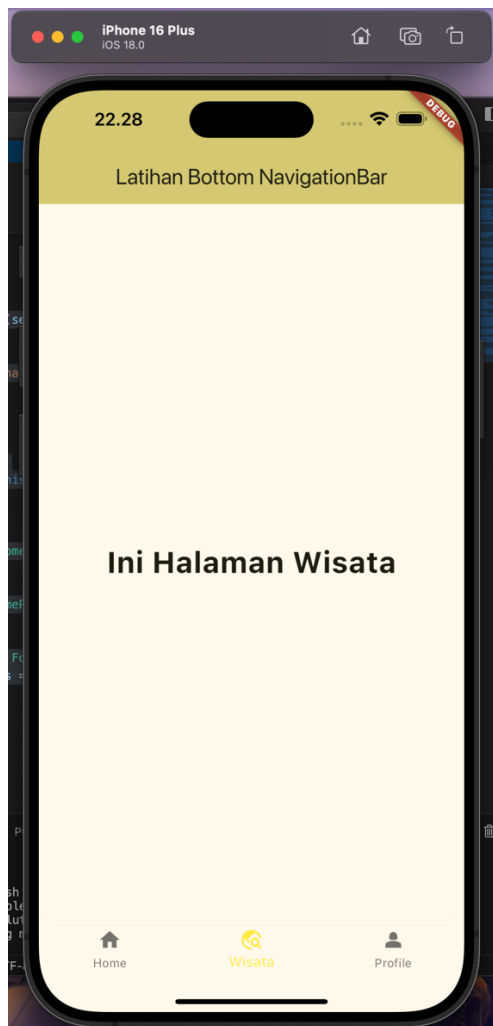 iPhone 16 Plus
iOS 18.0
22.28
DEBUG
Latihan Bottom NavigationBar
Ini Halaman Wisata
Home
Wisata
Profile